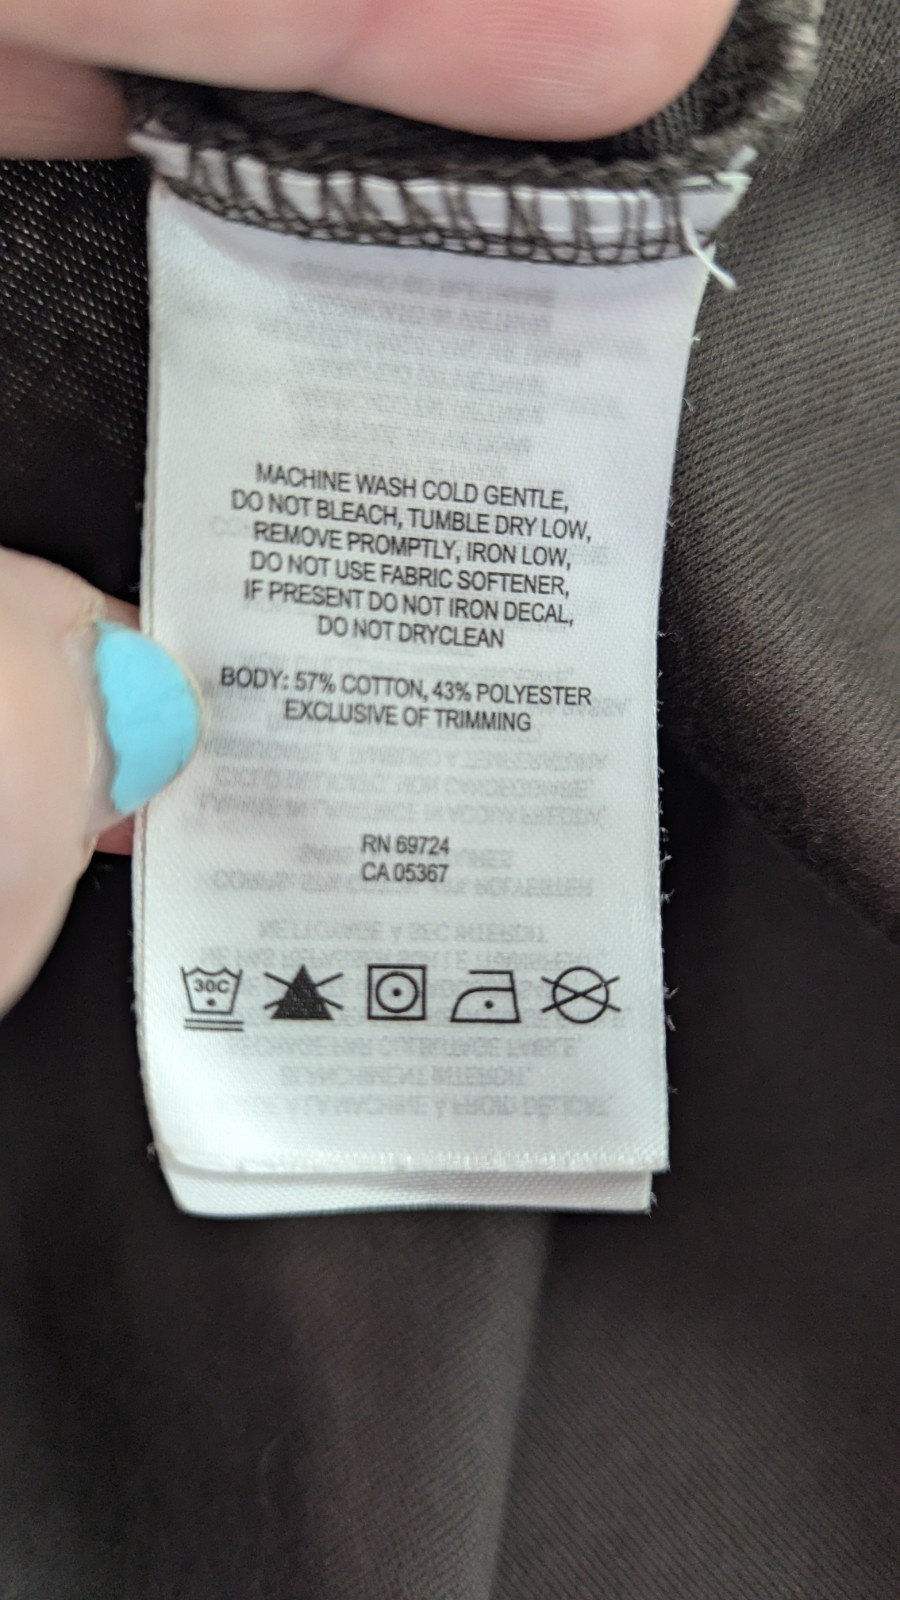 MACHINE WASH COLD GENTLE,
DO NOT BLEACH, TUMBLE DRY LOW,
REMOVE PROMPTLY, IRON LOW,
DO NOT USE FABRIC SOFTENER,
IF PRESENT DO NOT IRON DECAL,
DO NOT DRYCLEAN
BODY: 57% COTTON, 43% POLYESTER
EXCLUSIVE OF TRIMMING
RN 69724
CA 05367
30C